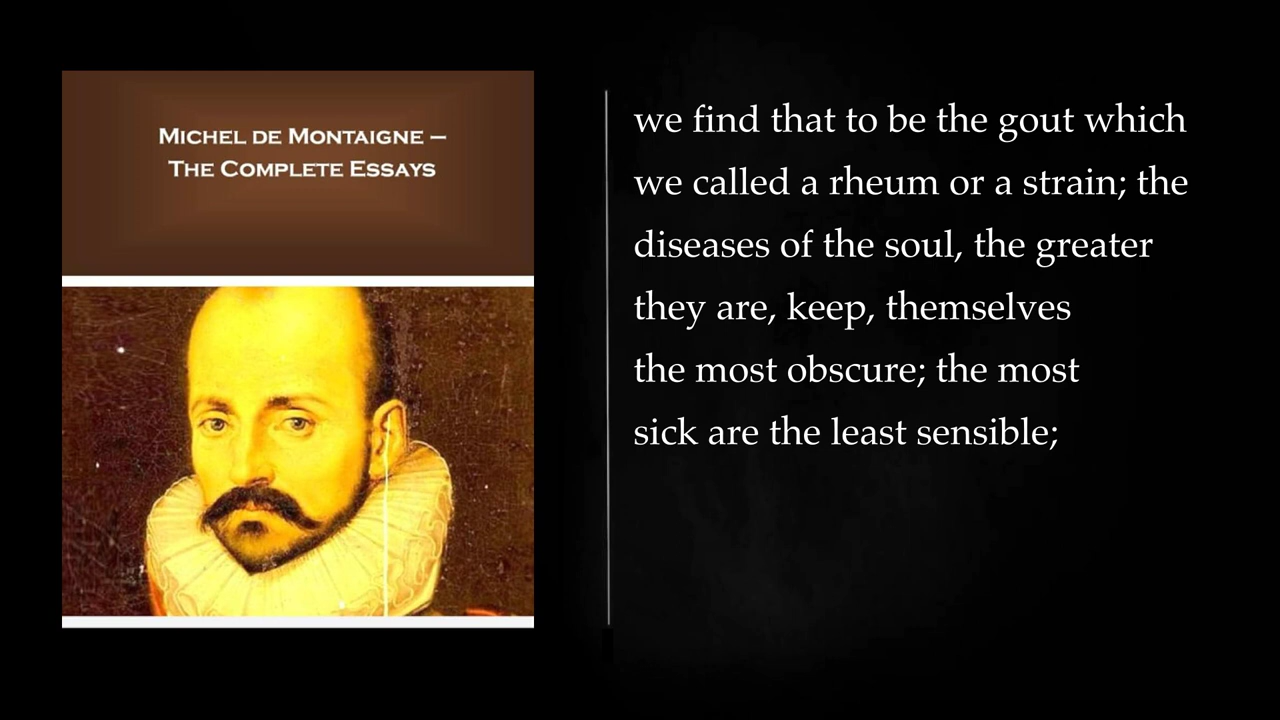 MICHEL DE MONTAIGNE –
THE COMPLETE ESSAYS
we find that to be the gout which
we called a rheum or a strain; the
diseases of the soul, the greater
they are, keep, themselves
the most obscure; the most
sick are the least sensible;